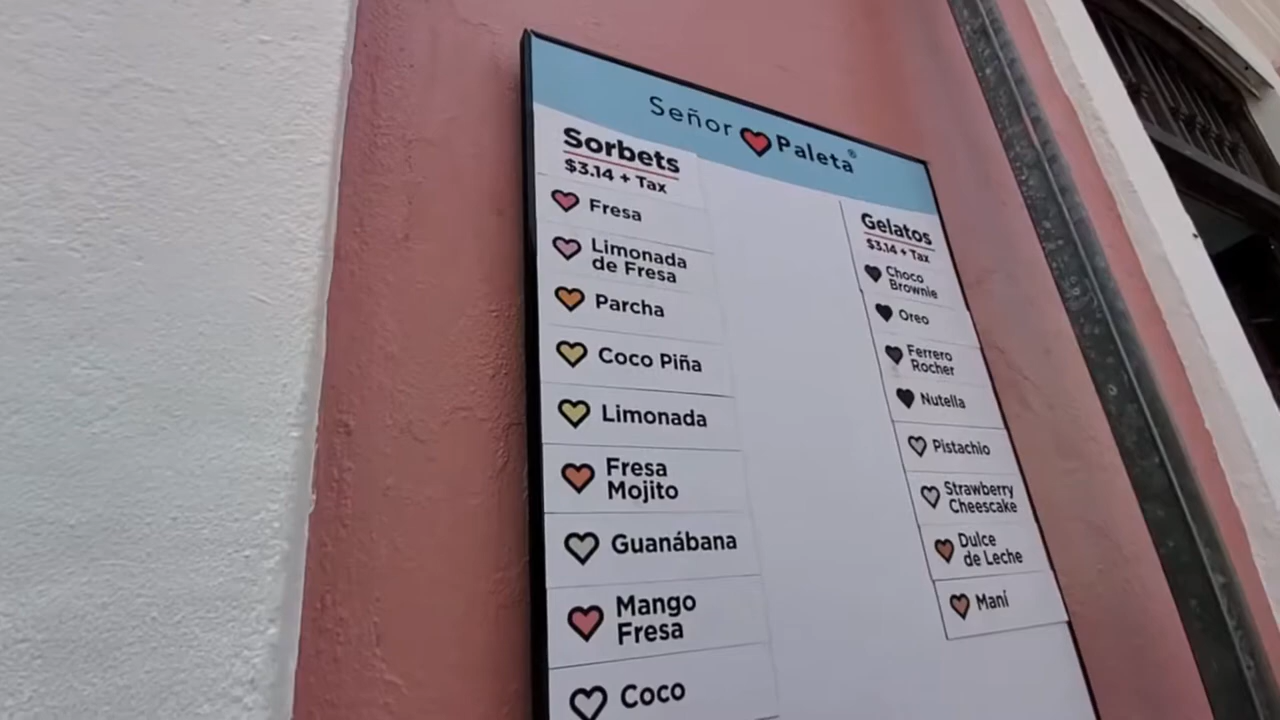 Señor Paleta®
Sorbets
$3.14 + Tax
Fresa
Limonada
de Fresa
Parcha
Coco Piña
Limonada
Fresa
Mojito
Guanábana
Mango
Fresa
Coco
Gelatos
$3.14 + Tax
Choco
Brownie
Oreo
Ferrero
Rocher
Nutella
Pistachio
Strawberry
Cheescake
Dulce
de Leche
Maní